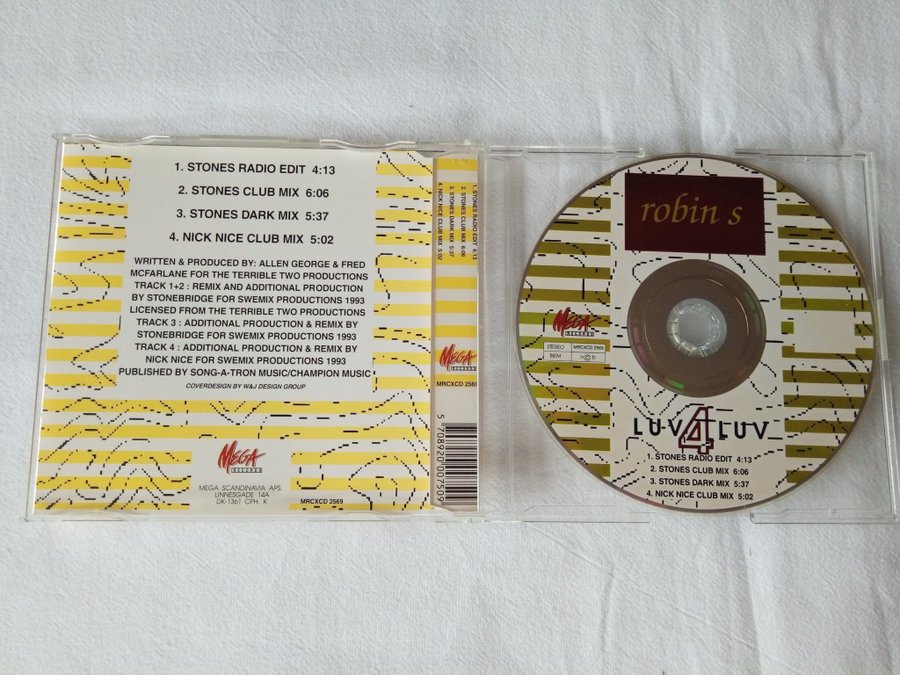 1. STONES RADIO EDIT 4:13
2. STONES CLUB MIX 6:06
3. STONES DARK MIX 5:37
4. NICK NICE CLUB MIX 5:02
WRITTEN & PRODUCED BY: ALLEN GEORGE & FRED
MCFARLANE FOR THE TERRIBLE TWO PRODUCTIONS
TRACK 1+2 : REMIX AND ADDITIONAL PRODUCTION
BY STONEBRIDGE FOR SWEMIX PRODUCTIONS 1993
LICENSED FROM THE TERRIBLE TWO PRODUCTIONS
TRACK 3 : ADDITIONAL PRODUCTION & REMIX BY
STONEBRIDGE FOR SWEMIX PRODUCTIONS 1993
TRACK 4 : ADDITIONAL PRODUCTION & REMIX BY
NICK NICE FOR SWEMIX PRODUCTIONS 1993
PUBLISHED BY SONG-A-TRON MUSIC/CHAMPION MUSIC
COVERDESIGN BY W&J DESIGN GROUP
MEGA
RECORDS
MEGA SCANDINAVIA APS.
LINNESGADE 14A
DK-1361 CPH. K
MRCXCD 2569
1. STONES RADIO EDIT 4:13
2. STONES CLUB MIX 6:06
3. STONES DARK MIX 5:37
4. NICK NICE CLUB MIX 5:02
MEGA
RECORDS
MRCXCD 2569
5 708920 007509
robin s
MEGA
RECORDS
STEREO
MRCXCD 2569
BEM
n©b
LUV 4 LUV
1. STONES RADIO EDIT 4:13
2. STONES CLUB MIX 6:06
3. STONES DARK MIX 5:37
4. NICK NICE CLUB MIX 5:02